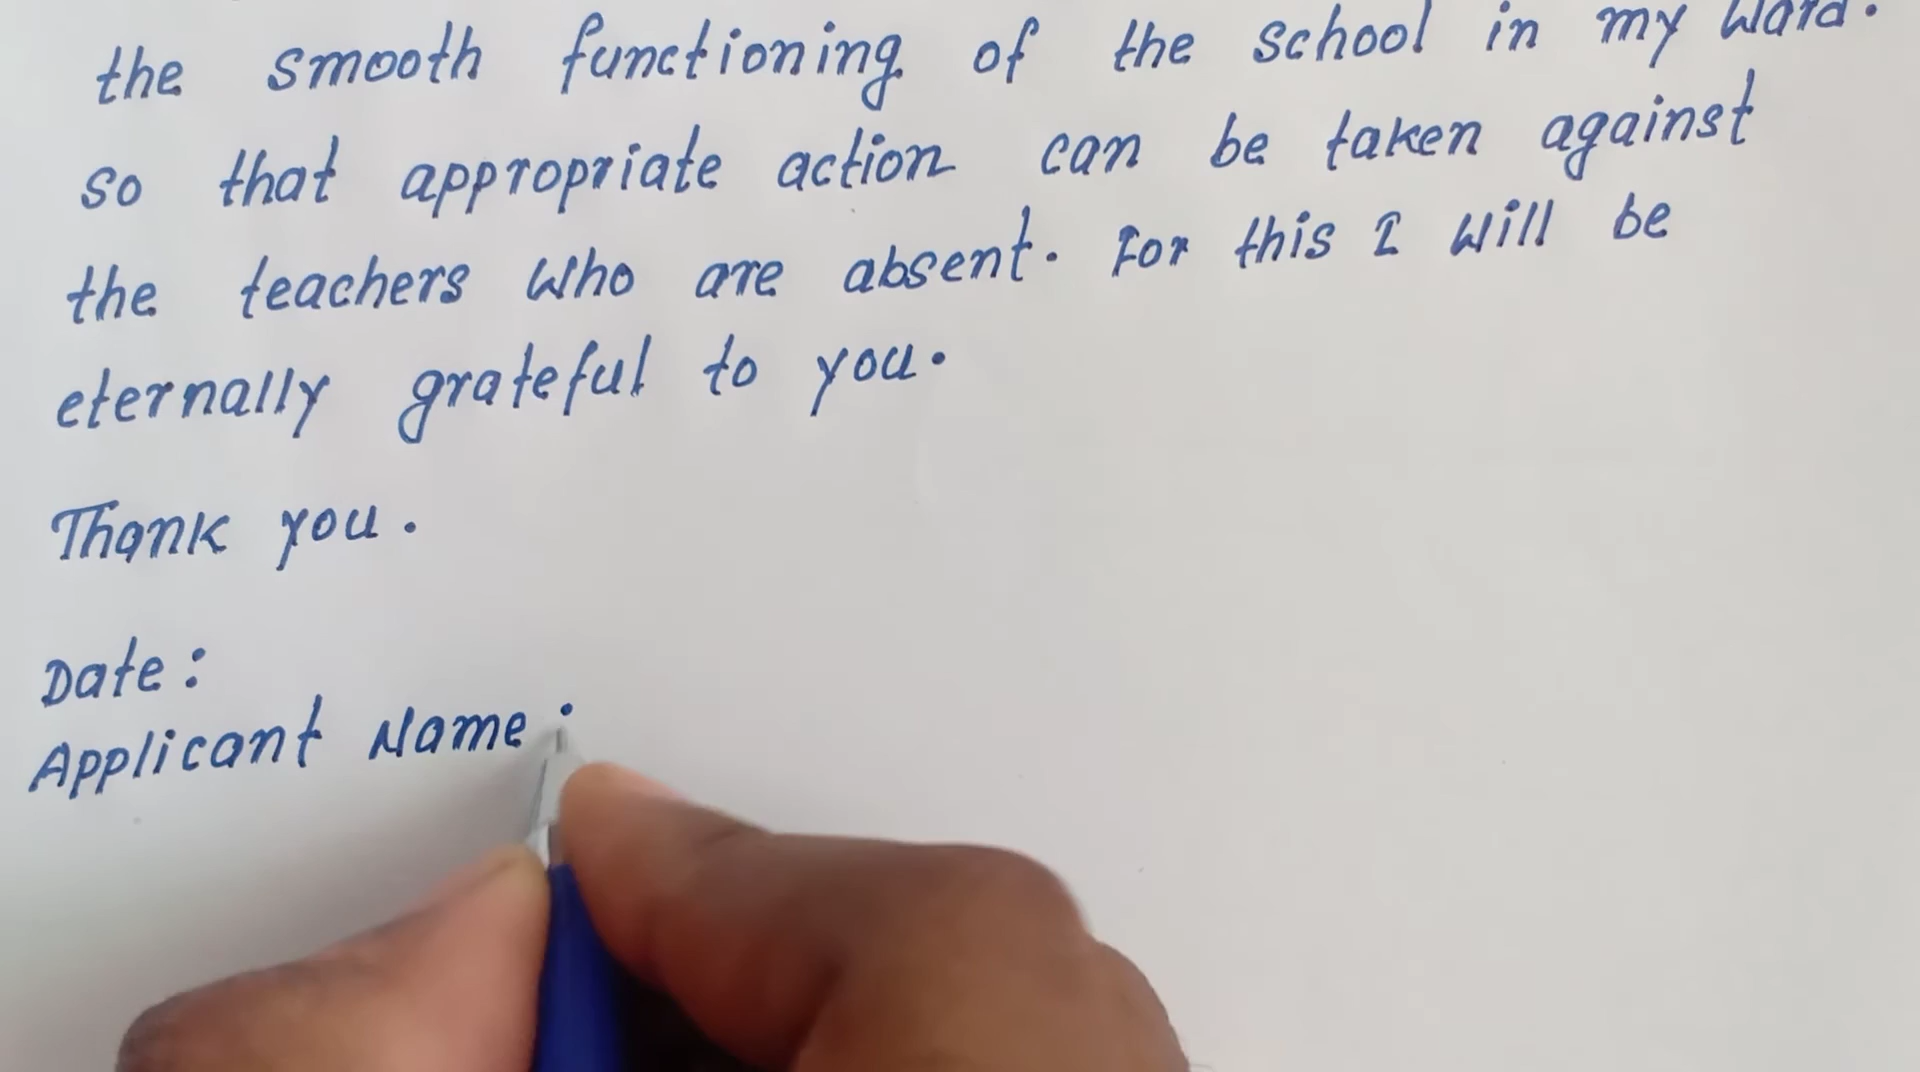 the smooth functioning of the school in my ward.
so that appropriate action can be taken against
the teachers who are absent. For this I will be
eternally grateful to you.
Thank you.
Date:
Applicant Name: